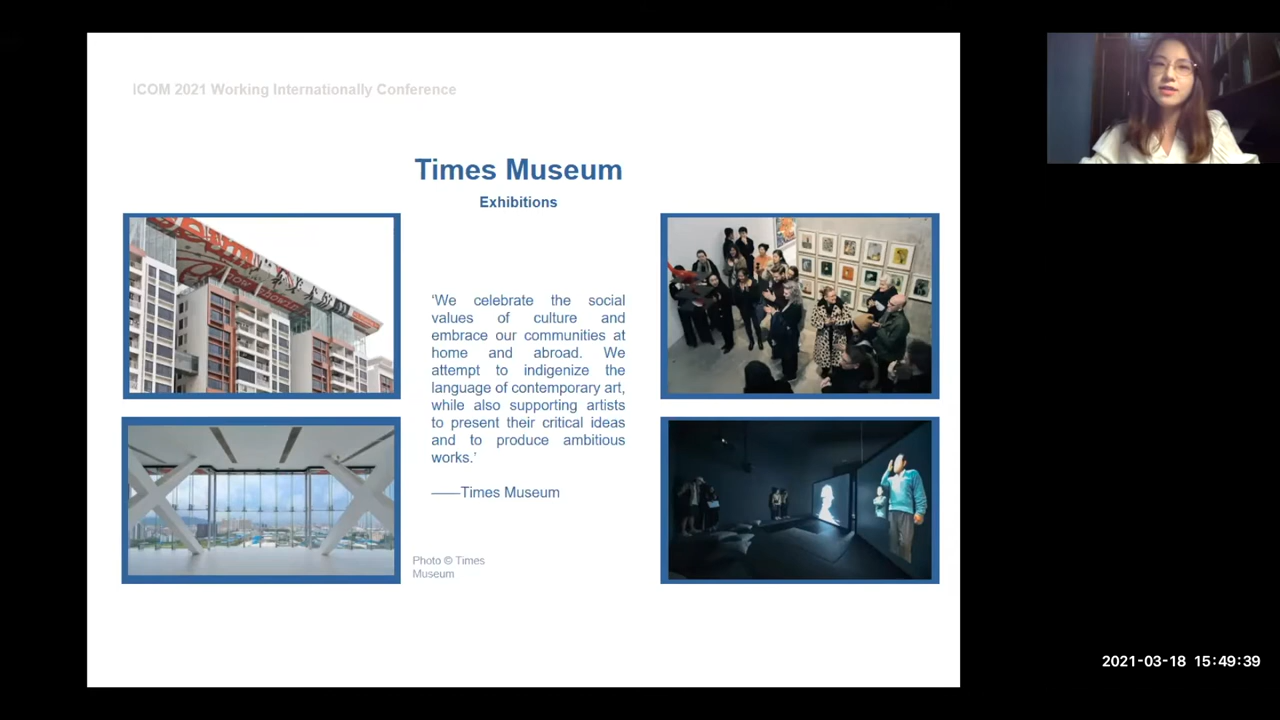 ICOM 2021 Working Internationally Conference
Times Museum
Exhibitions
‘We celebrate the social
values of culture and
embrace our communities at
home and abroad. We
attempt to indigenize the
language of contemporary art,
while also supporting artists
to present their critical ideas
and to produce ambitious
works.’
——Times Museum
Photo © Times
Museum
2021-03-18 15:49:39